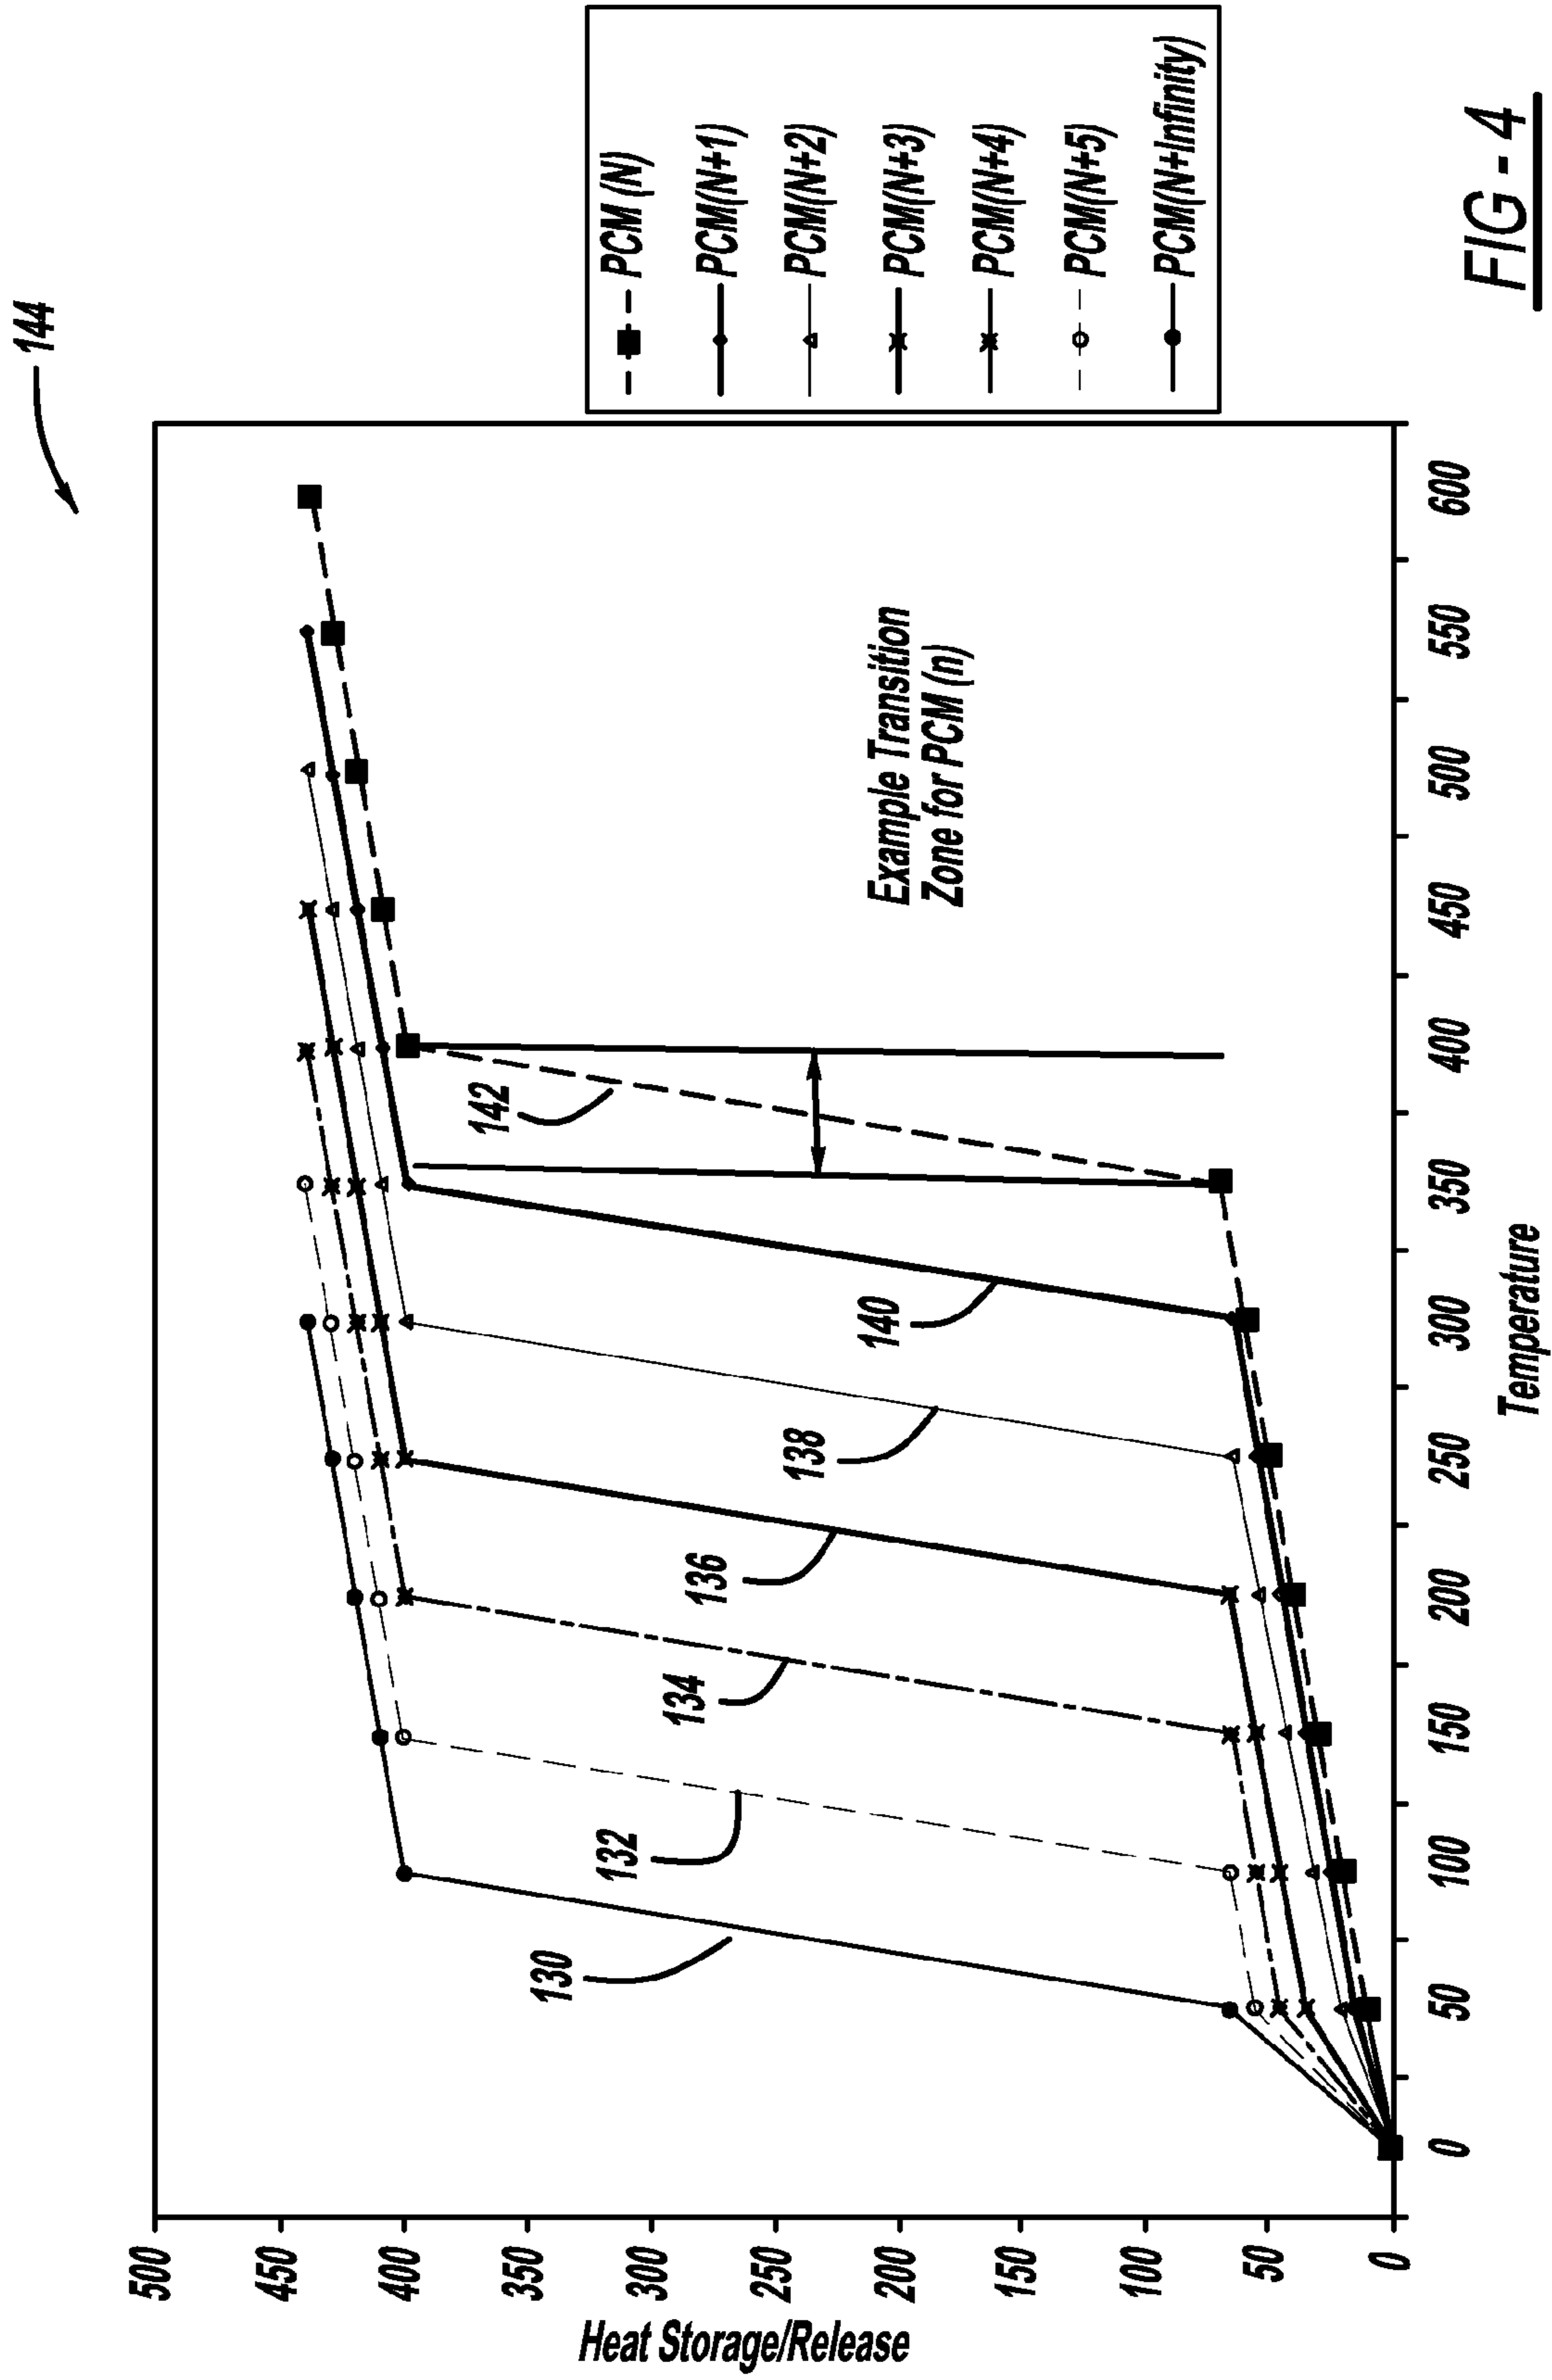 144
500
450
400
350
300
250
200
150
100
50
0
Heat Storage/Release
0
50
100
150
200
250
300
350
400
450
500
550
600
Temperature
130
132
134
136
138
140
142
Example Transition
Zone for PCM (n)
PCM (N)
PCM(N+1)
PCM(N+2)
PCM(N+3)
PCM(N+4)
PCM(N+5)
PCM(N+Infinity)
FIG - 4